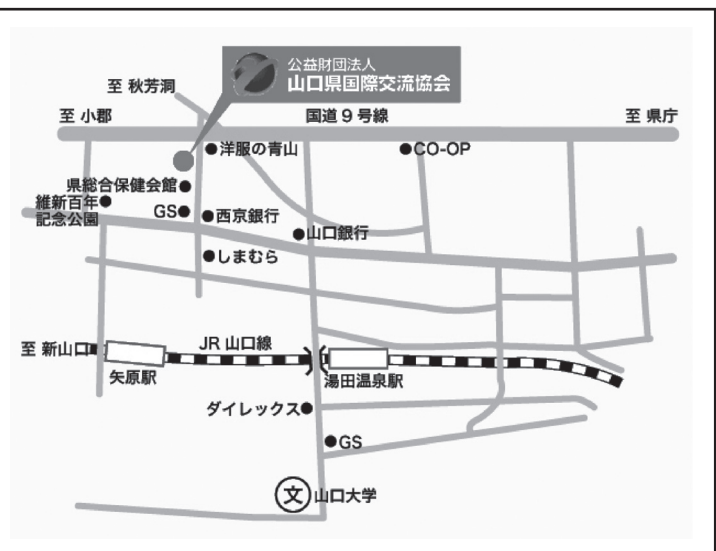 公益財団法人
山口県国際交流協会
至 秋芳洞
至 小郡
国道9号線
至 県庁
洋服の青山
CO-OP
県総合保健会館
維新百年
記念公園
GS
西京銀行
山口銀行
しまむら
至 新山口
JR 山口線
矢原駅
湯田温泉駅
ダイレックス
GS
文
山口大学